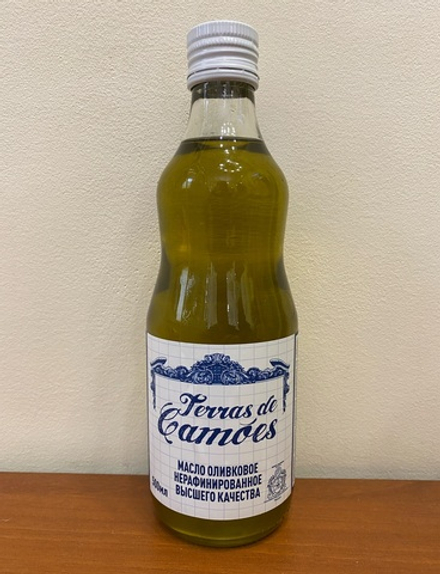 Terras de
Camões
МАСЛО ОЛИВКОВОЕ
НЕРАФИНИРОВАННОЕ
ВЫСШЕГО КАЧЕСТВА
500мл